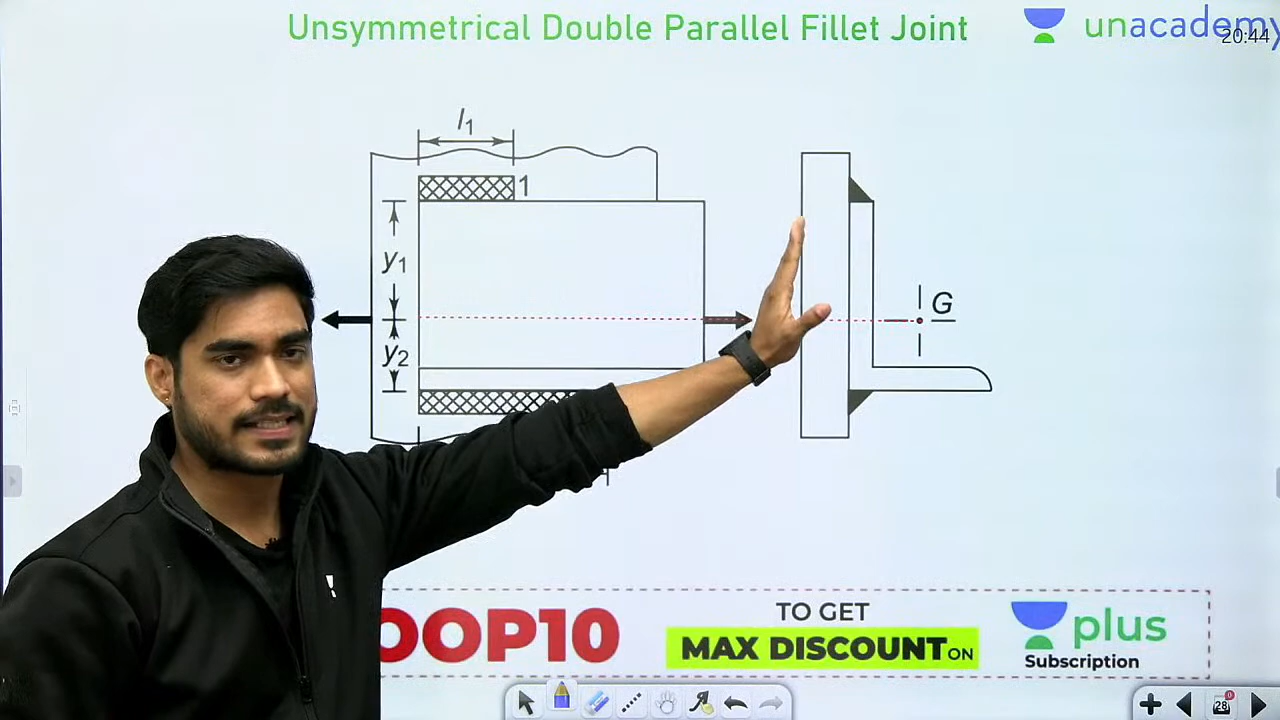 Unsymmetrical Double Parallel Fillet Joint
unacademy
20:44
l1
1
y1
G
y2
OOP10
TO GET
MAX DISCOUNT ON
plus
Subscription
28
0